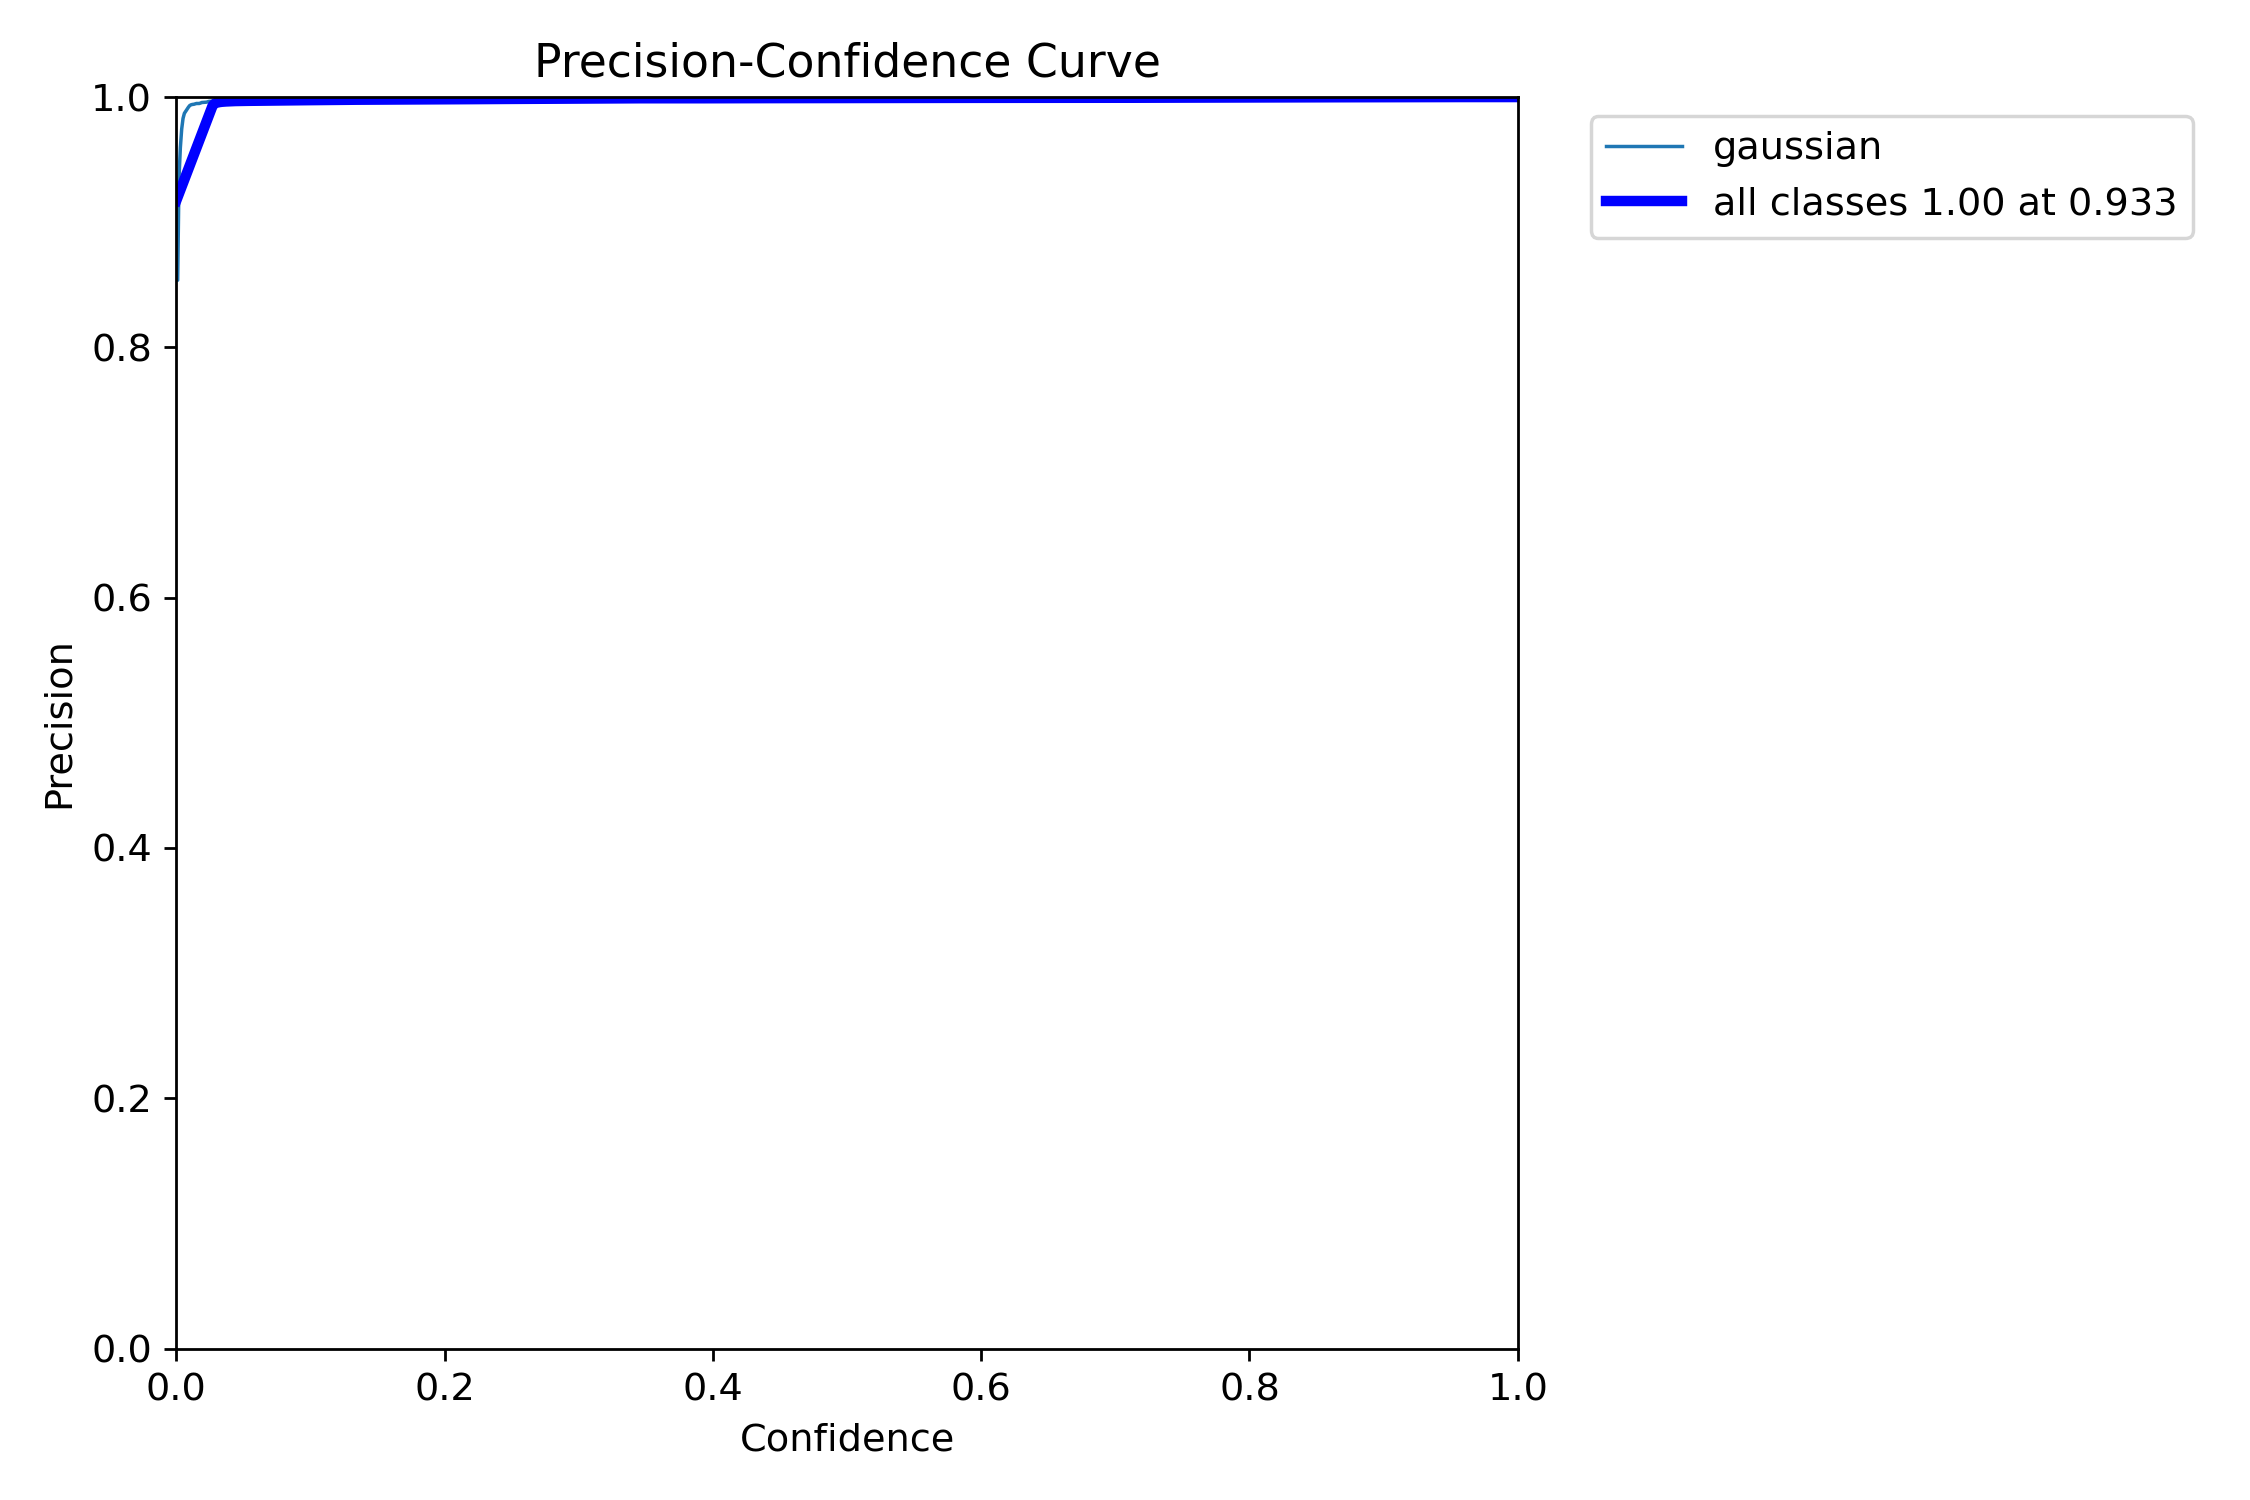 Precision-Confidence Curve
1.0
0.8
0.6
0.4
0.2
0.0
Precision
0.0 0.2 0.4 0.6 0.8 1.0
Confidence
gaussian
all classes 1.00 at 0.933